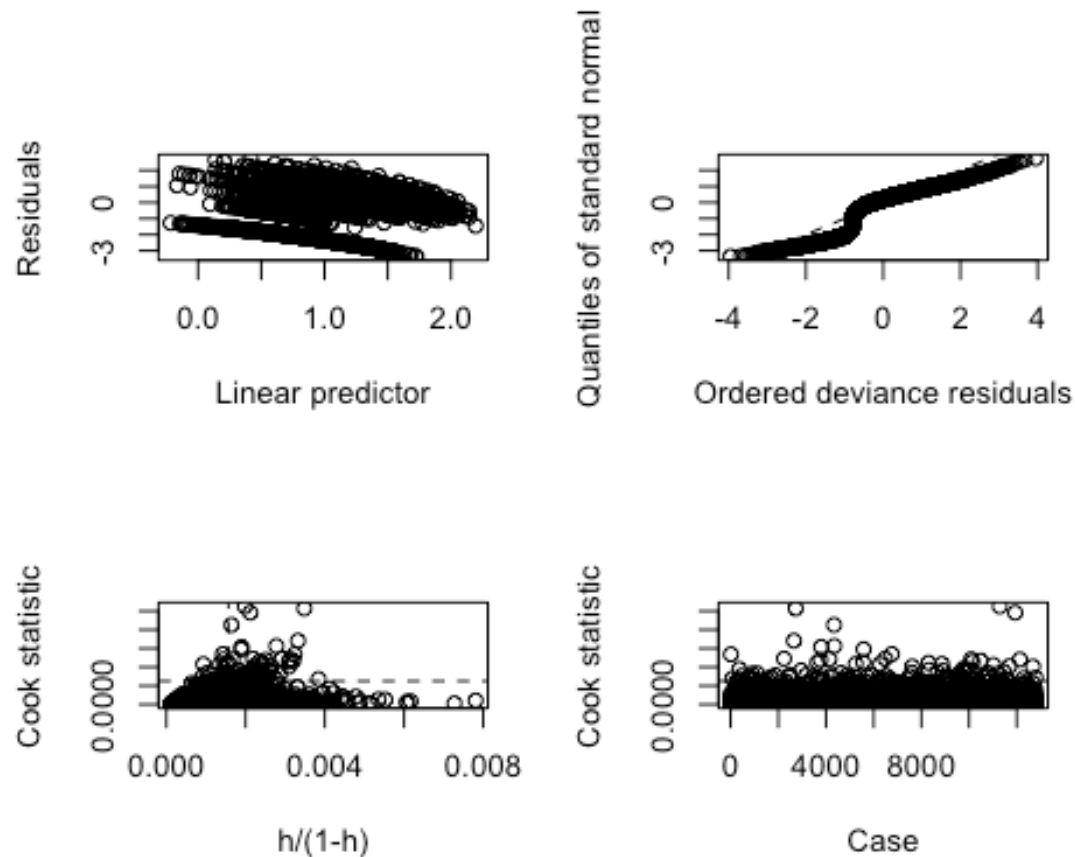 Residuals
0
-3
0.0 1.0 2.0
Linear predictor
Quantiles of standard normal
0
-3
-4 -2 0 2 4
Ordered deviance residuals
Cook statistic
0.0000
0.000 0.004 0.008
h/(1-h)
Cook statistic
0.0000
0 4000 8000
Case